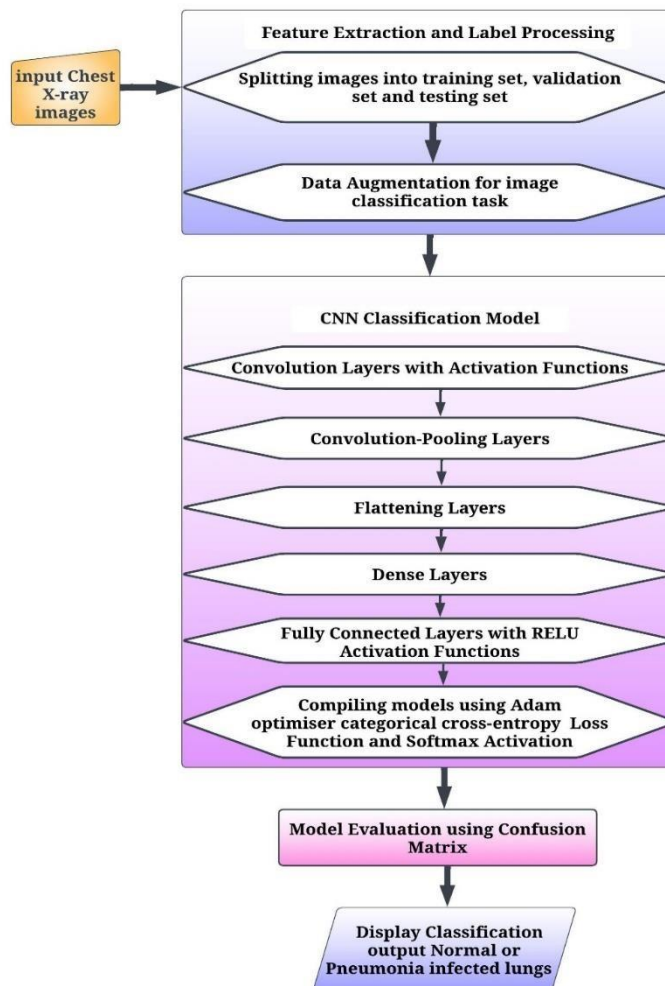 Feature Extraction and Label Processing
input Chest
X-ray
images
Splitting images into training set, validation
set and testing set
Data Augmentation for image
classification task
CNN Classification Model
Convolution Layers with Activation Functions
Convolution-Pooling Layers
Flattening Layers
Dense Layers
Fully Connected Layers with RELU
Activation Functions
Compiling models using Adam
optimiser categorical cross-entropy Loss
Function and Softmax Activation
Model Evaluation using Confusion
Matrix
Display Classification
output Normal or
Pneumonia infected lungs